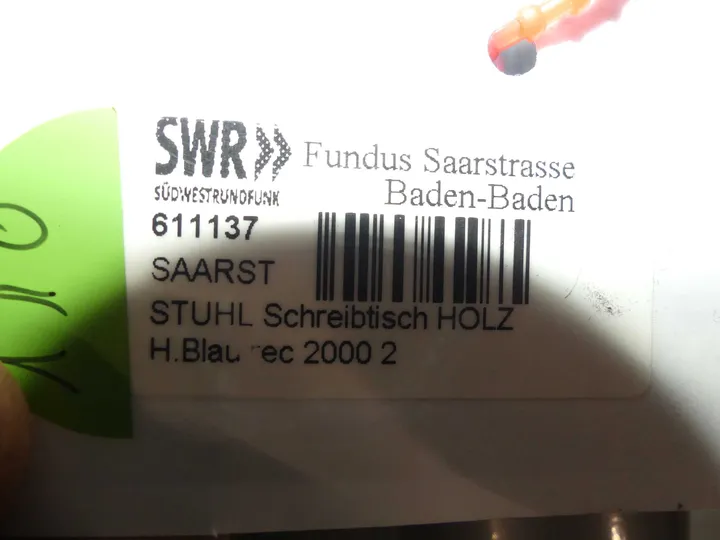 SWR»
SÜDWESTRUNDFUNK
Fundus Saarstrasse
Baden-Baden
611137
SAARST
STUHL Schreibtisch HOLZ
2000 2